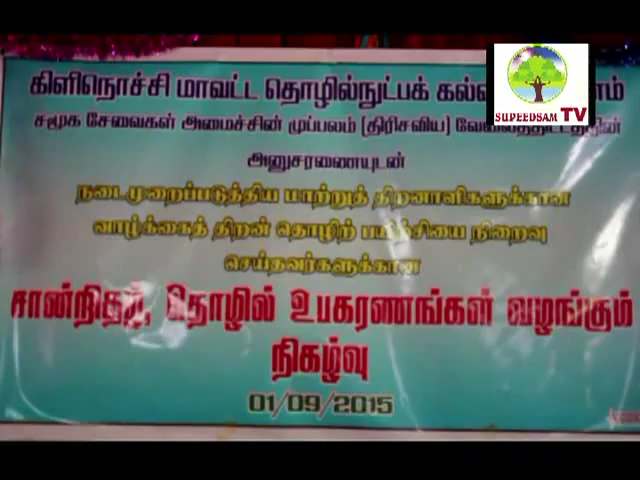 கிளிநொச்சி மாவட்ட தொழில்நுட்பக்
SUPEEDSAM TV
சமூக சேவைகள் அமைச்சின் முப்பலம் (திரிசவிய)
அனுசரணையுடன்
நடைமுறைப்படுத்திய மாற்றுத் திறனாளிகளுக்கான
வாழ்க்கைத் திறன் தொழிற் பயிற்சியை நிறைவு
செய்தவர்களுக்கான
சான்றிதழ், தொழில் உபகரணங்கள் வழங்கும்
நிகழ்வு
01/09/2015